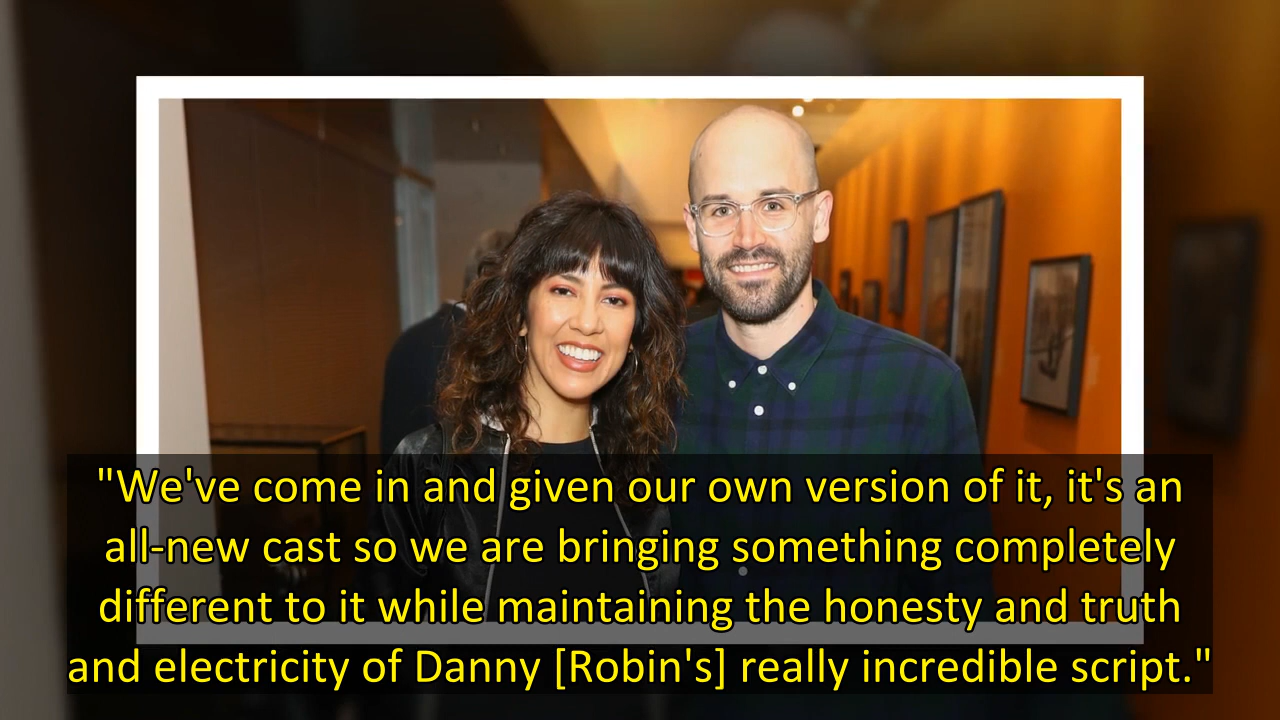 "We've come in and given our own version of it, it's an
all-new cast so we are bringing something completely
different to it while maintaining the honesty and truth
and electricity of Danny [Robin's] really incredible script."